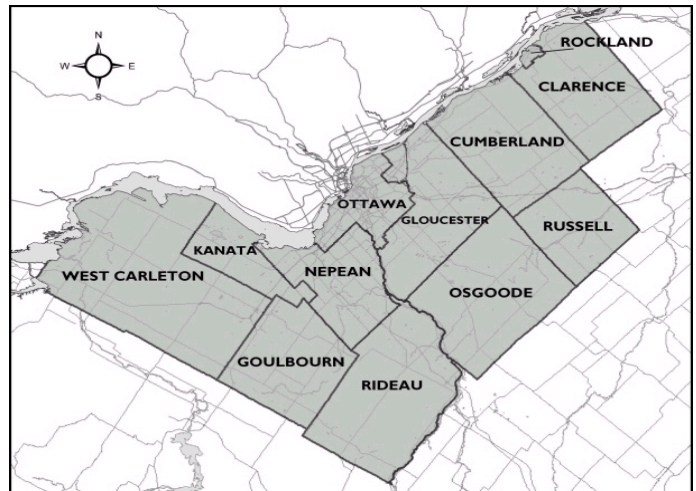 N
W E
S
ROCKLAND
CLARENCE
CUMBERLAND
OTTAWA
GLOUCESTER
RUSSELL
KANATA
NEPEAN
WEST CARLETON
OSGOODE
GOULBOURN
RIDEAU